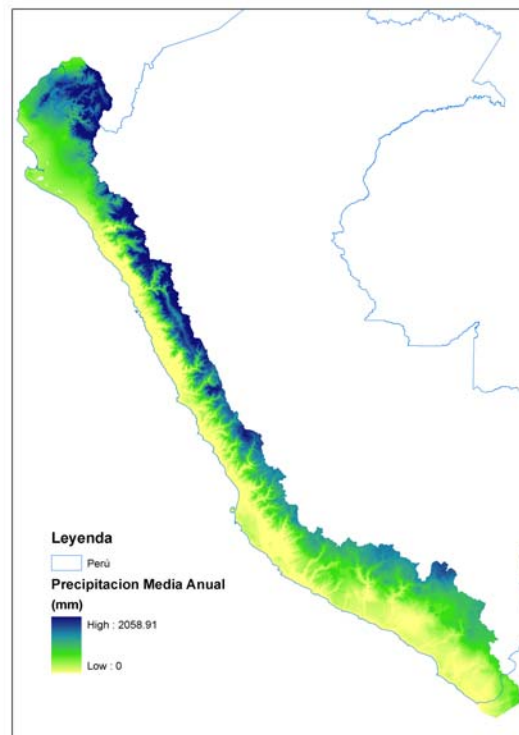 Leyenda
Perú
Precipitacion Media Anual
(mm)
High : 2058.91
Low : 0